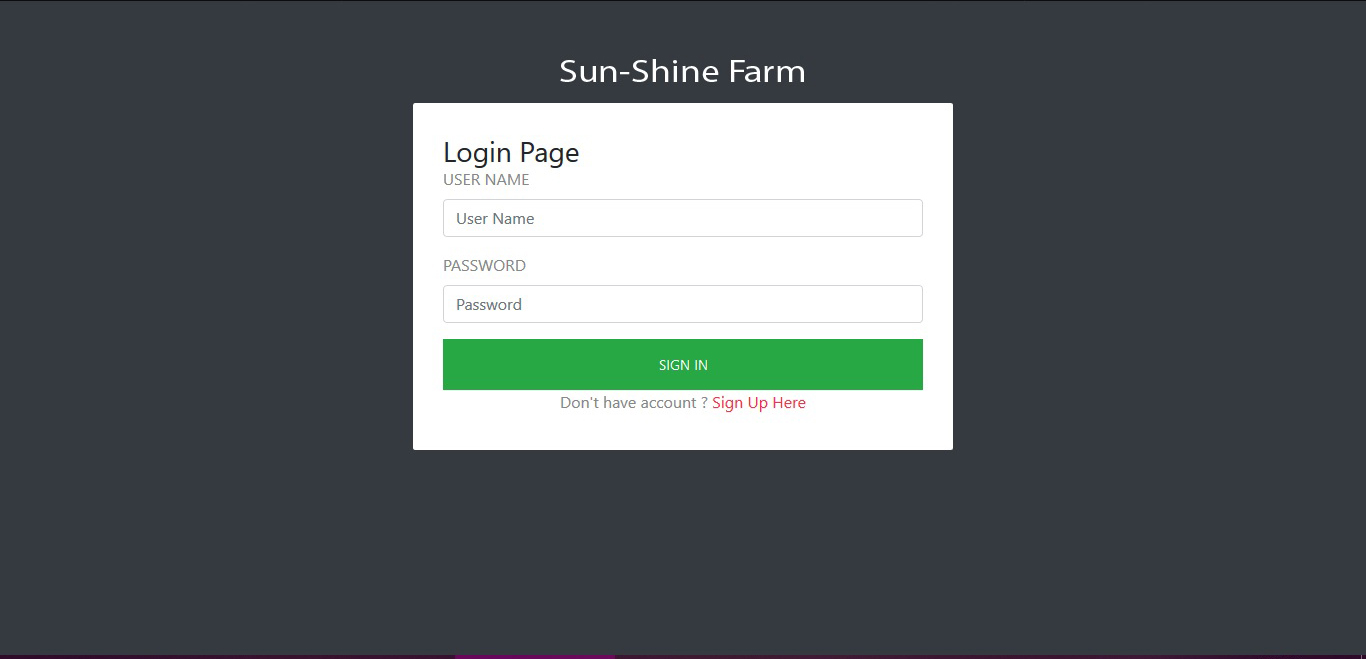 Sun-Shine Farm
Login Page
USER NAME
User Name
PASSWORD
Password
SIGN IN
Don't have account ? Sign Up Here